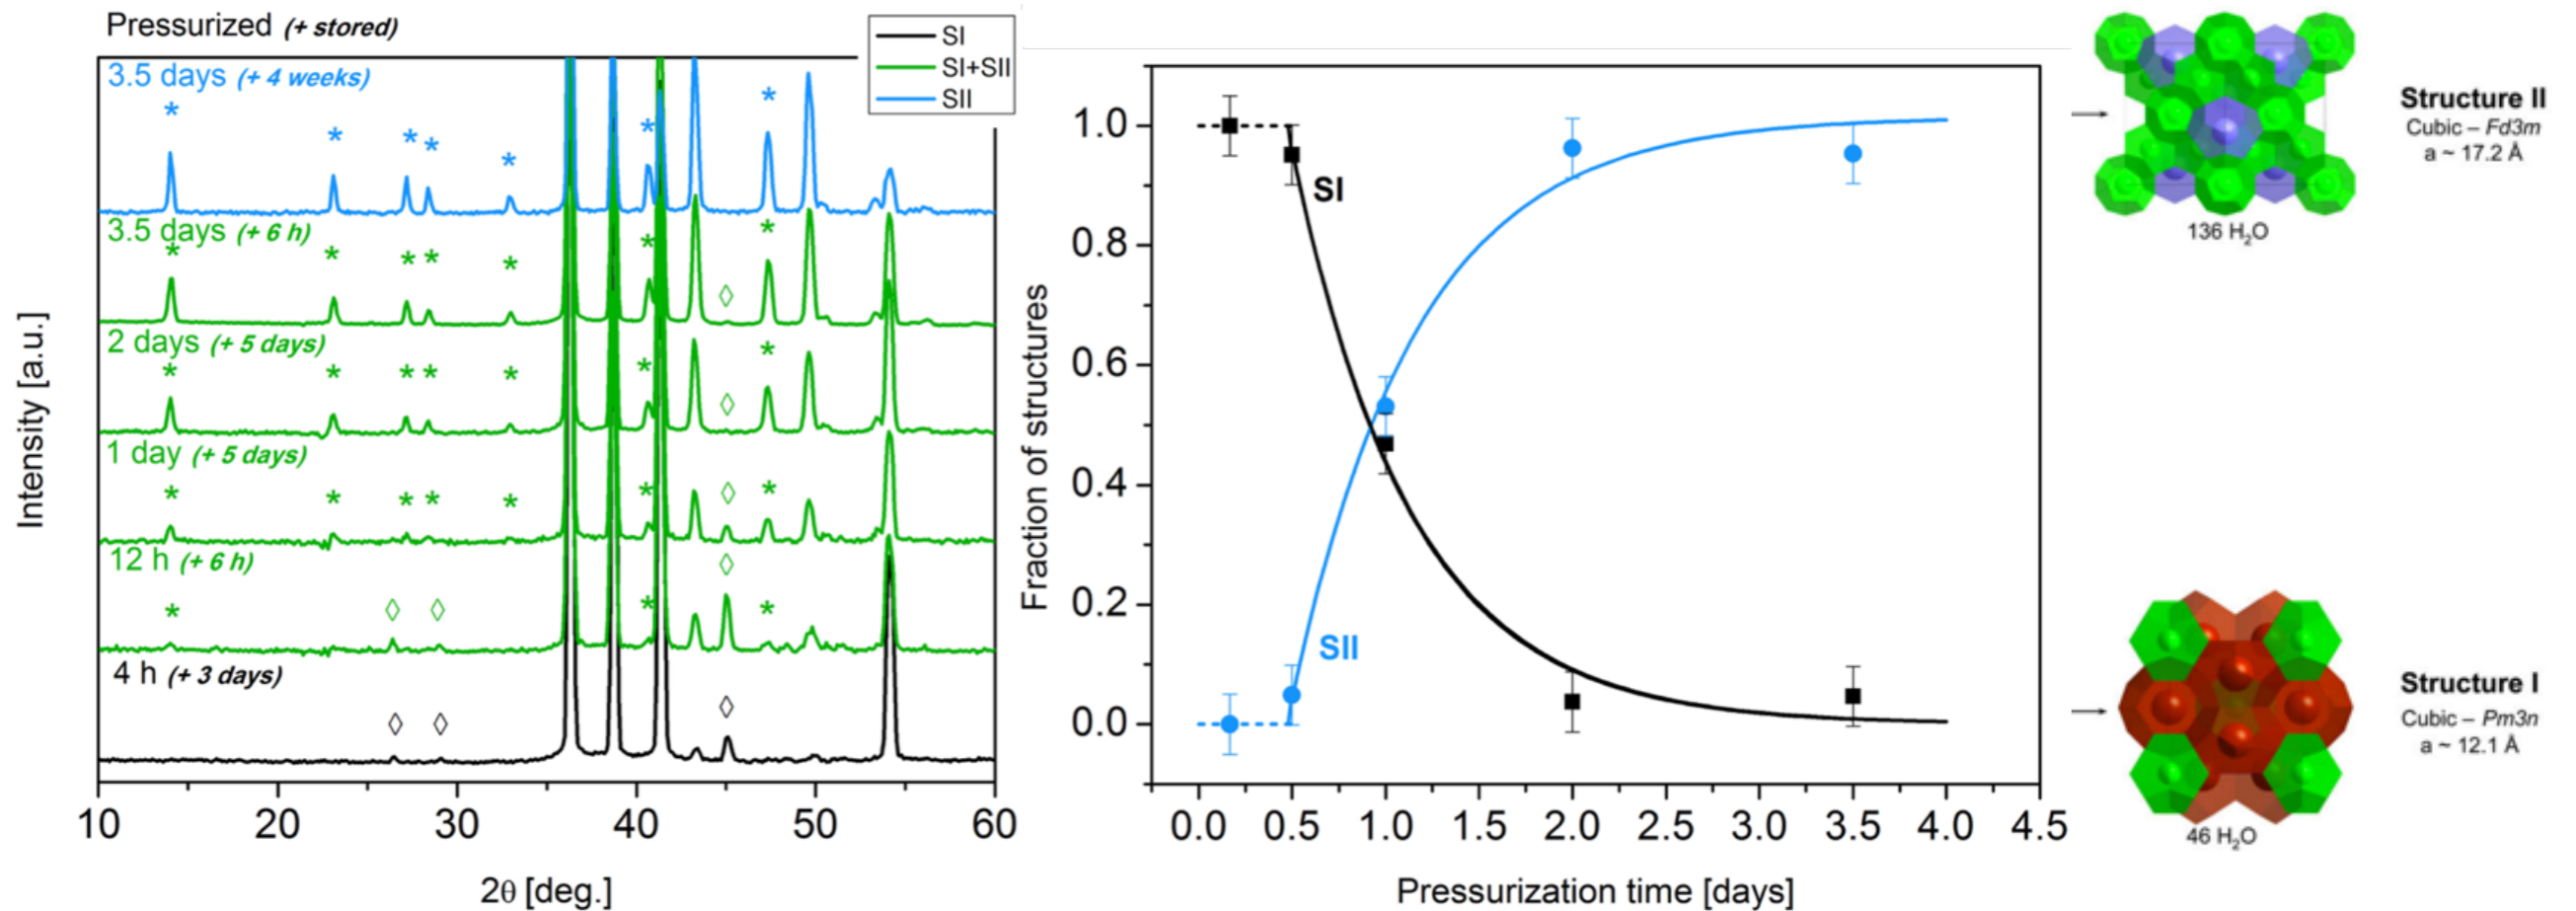 Pressurized (+ stored)
SI
SI+SII
SII
3.5 days (+ 4 weeks)
* * * * * * *
3.5 days (+ 6 h)
* * * * * * ◊ *
2 days (+ 5 days)
* * * * * * ◊ *
1 day (+ 5 days)
* * * * * * ◊ *
12 h (+ 6 h)
* ◊ ◊ * ◊ *
4 h (+ 3 days)
◊ ◊ ◊
Intensity [a.u.]
10 20 30 40 50 60
2θ [deg.]
Fraction of structures
1.0
0.8
0.6
0.4
0.2
0.0
SI
SII
0.0 0.5 1.0 1.5 2.0 2.5 3.0 3.5 4.0 4.5
Pressurization time [days]
136 H₂O
Structure II
Cubic – Fd3m
a ~ 17.2 Å
46 H₂O
Structure I
Cubic – Pm3n
a ~ 12.1 Å